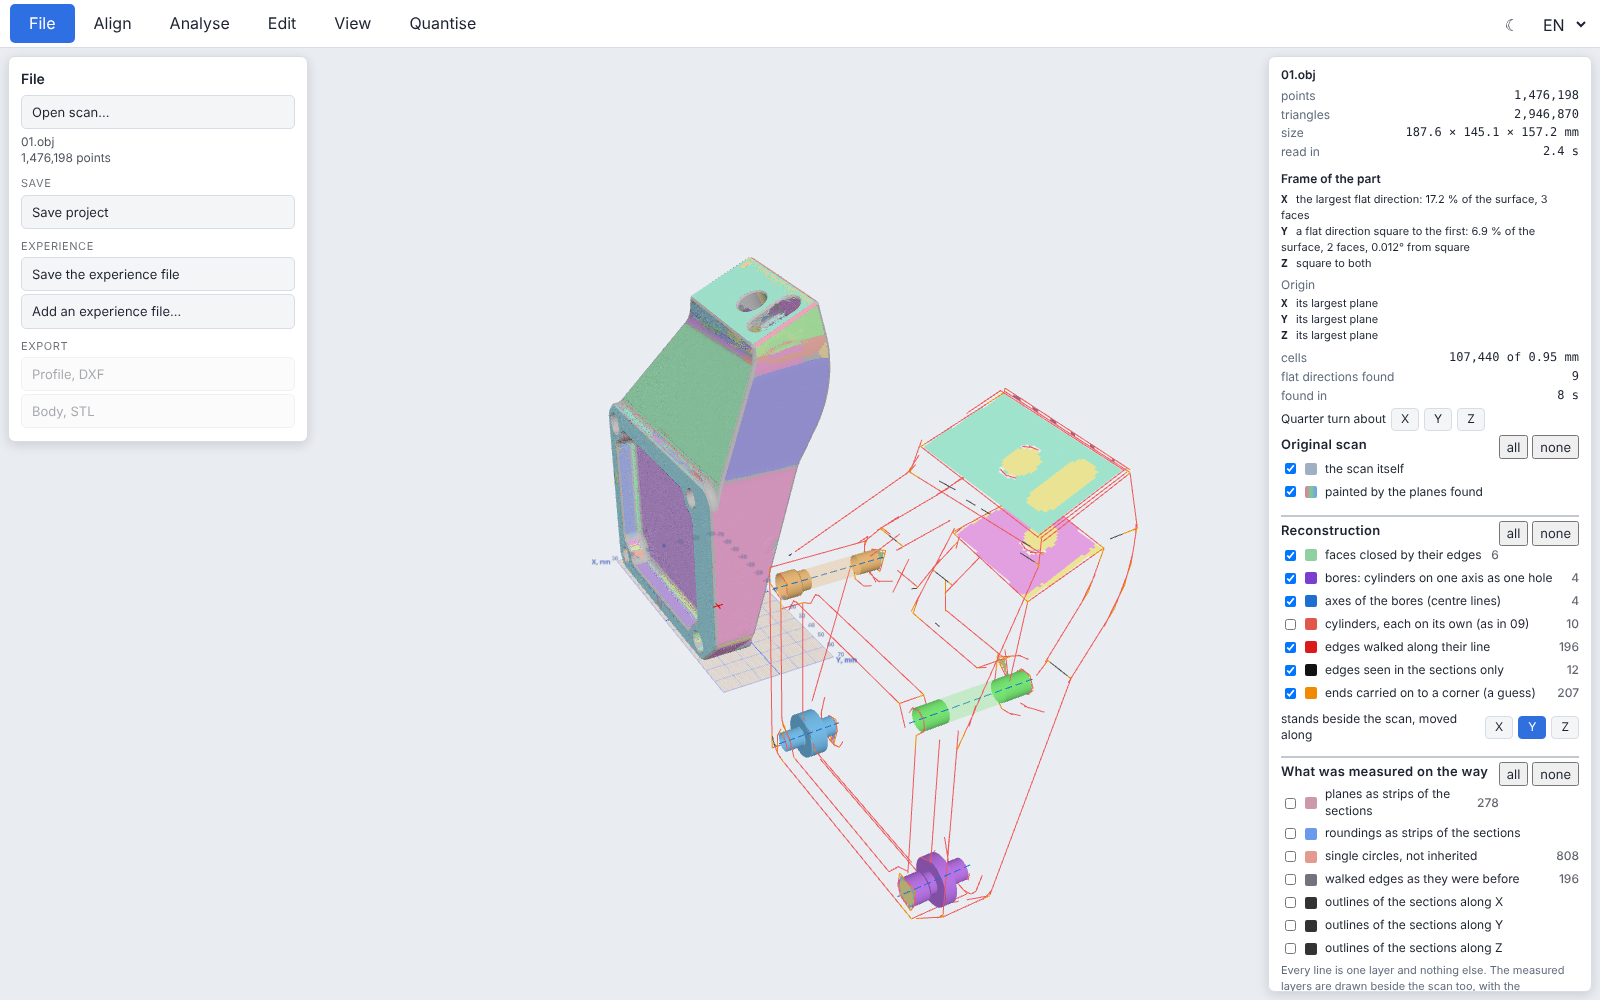 File
Align
Analyse
Edit
View
Quantise
EN
File
Open scan...
01.obj
1,476,198 points
SAVE
Save project
EXPERIENCE
Save the experience file
Add an experience file...
EXPORT
Profile, DXF
Body, STL
X, mm
Y, mm
01.obj
points 1,476,198
triangles 2,946,870
size 187.6 × 145.1 × 157.2 mm
read in 2.4 s
Frame of the part
X the largest flat direction: 17.2 % of the surface, 3
faces
Y a flat direction square to the first: 6.9 % of the
surface, 2 faces, 0.012° from square
Z square to both
Origin
X its largest plane
Y its largest plane
Z its largest plane
cells 107,440 of 0.95 mm
flat directions found 9
found in 8 s
Quarter turn about X Y Z
Original scan all none
the scan itself
painted by the planes found
Reconstruction all none
faces closed by their edges 6
bores: cylinders on one axis as one hole 4
axes of the bores (centre lines) 4
cylinders, each on its own (as in 09) 10
edges walked along their line 196
edges seen in the sections only 12
ends carried on to a corner (a guess) 207
stands beside the scan, moved
along X Y Z
What was measured on the way all none
planes as strips of the
sections 278
roundings as strips of the sections
single circles, not inherited 808
walked edges as they were before 196
outlines of the sections along X
outlines of the sections along Y
outlines of the sections along Z
Every line is one layer and nothing else. The measured
layers are drawn beside the scan too, with the